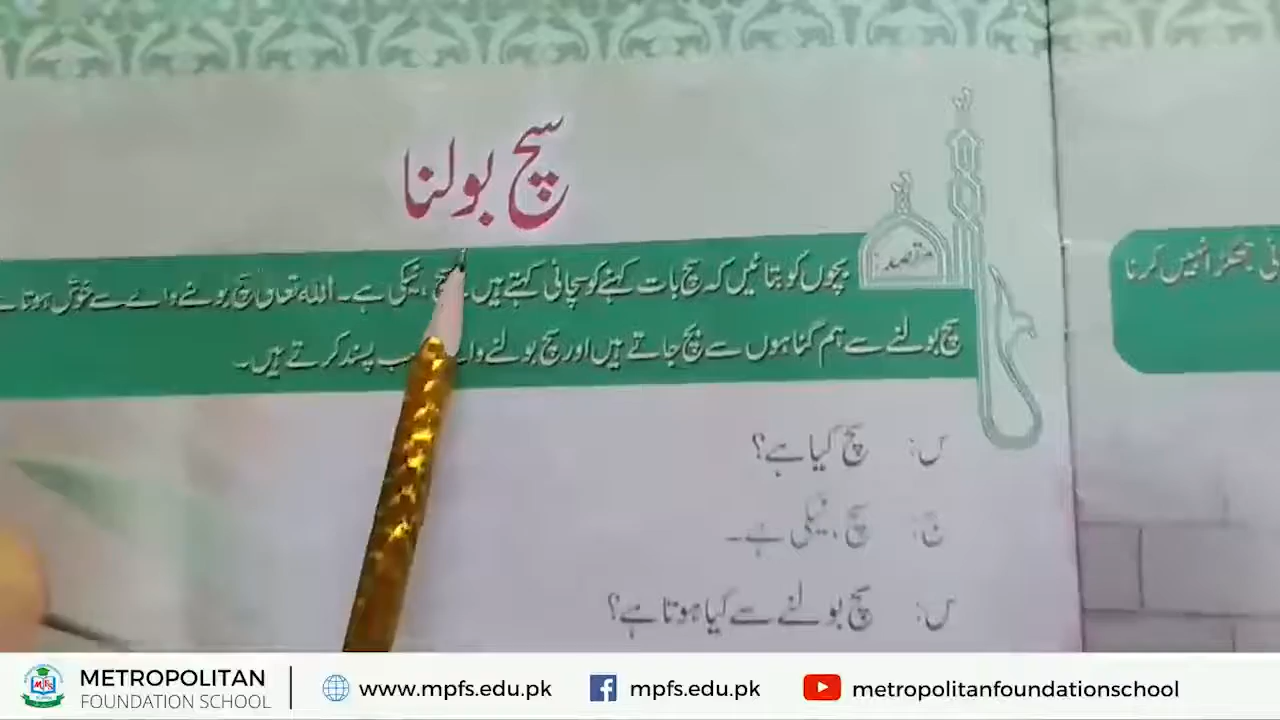 سچ بولنا
مقصد:
بچوں کو بتائیں کہ سچ بات کہنے کو سچائی کہتے ہیں۔ سچ، نیکی ہے۔ اللہ تعالیٰ سچ بولنے والے سے خوش ہوتا ہے
سچ بولنے سے ہم گناہوں سے بچ جاتے ہیں اور سچ بولنے والے سب پسند کرتے ہیں۔
س: سچ کیا ہے؟
ج: سچ، نیکی ہے۔
س: سچ بولنے سے کیا ہوتا ہے؟
نہیں کرنا
METROPOLITAN
FOUNDATION SCHOOL
www.mpfs.edu.pk
mpfs.edu.pk
metropolitanfoundationschool